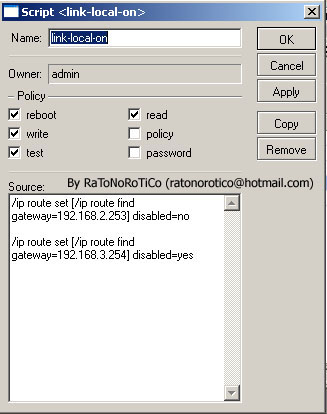 Script <link-local-on>
Name: link-local-on
OK
Owner: admin
Cancel
Policy
Apply
reboot read
write policy
Copy
test password
Remove
Source: By RaToNoRoTiCo (ratonorotico@hotmail.com)
/ip route set [/ip route find
gateway=192.168.2.253] disabled=no
/ip route set [/ip route find
gateway=192.168.3.254] disabled=yes